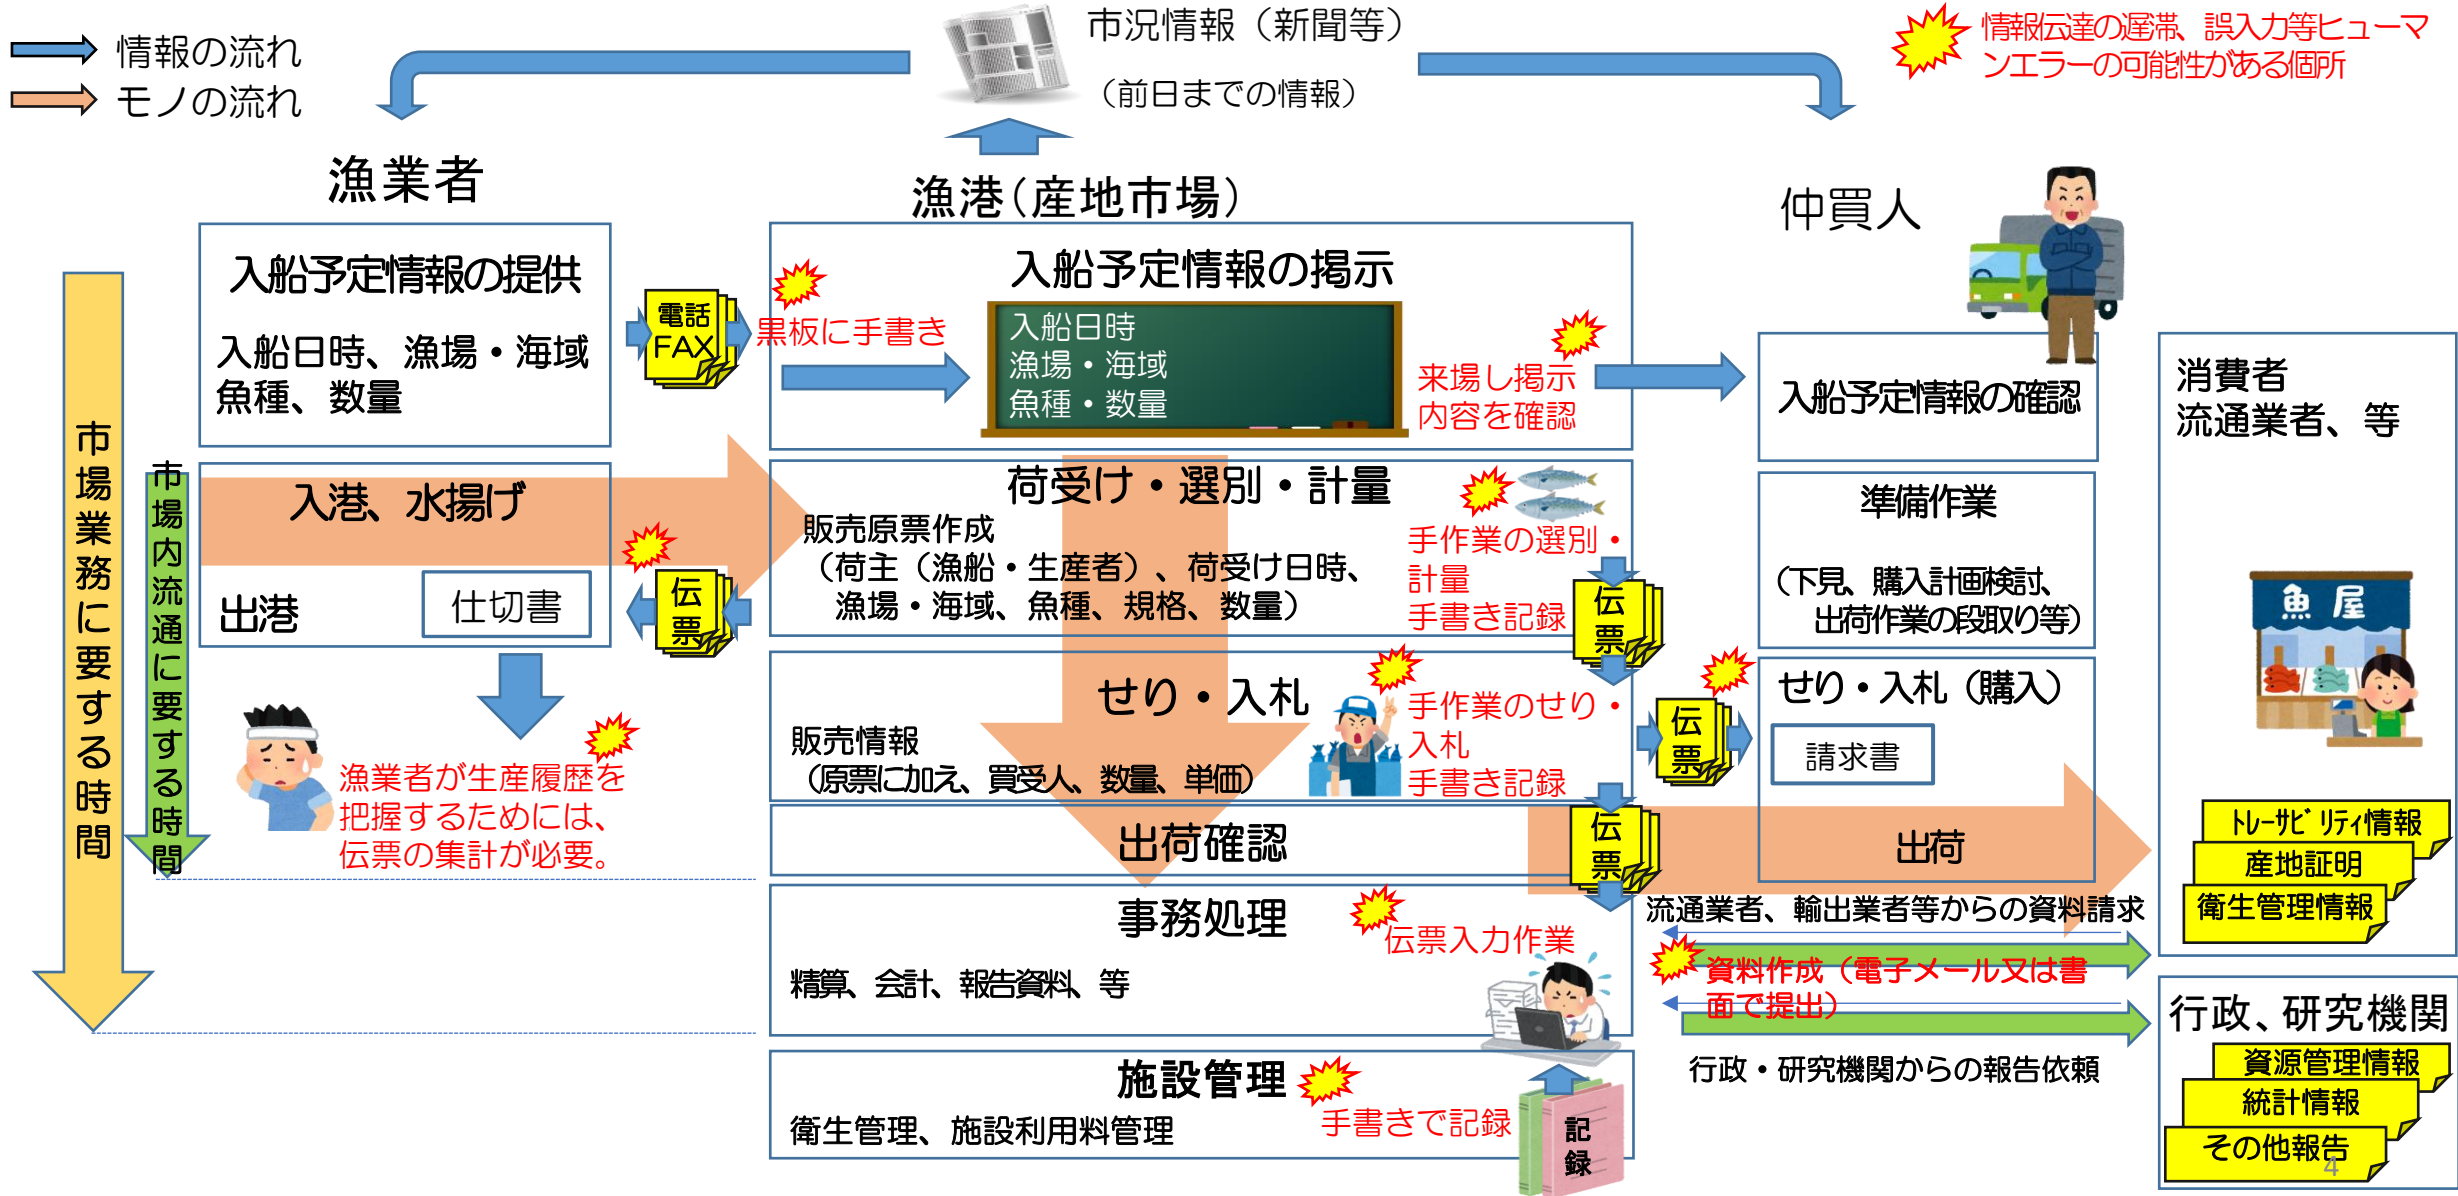 情報の流れ
モノの流れ
市況情報（新聞等）
（前日までの情報）
情報伝達の遅滞、誤入力等ヒューマ
ンエラーの可能性がある個所
漁業者
漁港（産地市場）
仲買人
市場業務に要する時間
市場内流通に要する時間
入船予定情報の提供
入船日時、漁場・海域
魚種、数量
電話
FAX
入船予定情報の掲示
黒板に手書き
入船日時
漁場・海域
魚種・数量
来場し掲示
内容を確認
入船予定情報の確認
消費者
流通業者、等
入港、水揚げ
出港
仕切書
伝票
荷受け・選別・計量
販売原票作成
（荷主（漁船・生産者）、荷受け日時、
漁場・海域、魚種、規格、数量）
手作業の選別・
計量
手書き記録
伝票
準備作業
（下見、購入計画検討、
出荷作業の段取り等）
漁業者が生産履歴を
把握するためには、
伝票の集計が必要。
せり・入札
販売情報
（原票に加え、買受人、数量、単価）
手作業のせり・
入札
手書き記録
伝票
せり・入札（購入）
請求書
魚屋
出荷確認
伝票
出荷
トレーサビリティ情報
産地証明
衛生管理情報
事務処理
精算、会計、報告資料、等
伝票入力作業
流通業者、輸出業者等からの資料請求
資料作成（電子メール又は書
面で提出）
行政・研究機関からの報告依頼
行政、研究機関
資源管理情報
統計情報
その他報告
施設管理
衛生管理、施設利用料管理
手書きで記録
記録
4